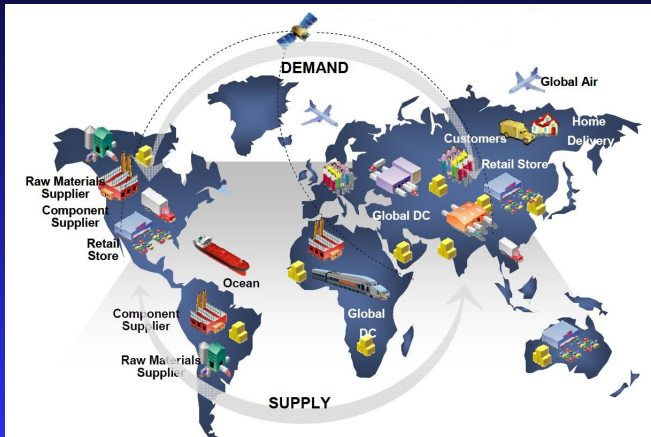 DEMAND
Global Air
Home
Delivery
Customers
Retail Store
Raw Materials
Supplier
Component
Supplier
Retail
Store
Global DC
Ocean
Component
Supplier
Global
DC
Raw Materials
Supplier
SUPPLY